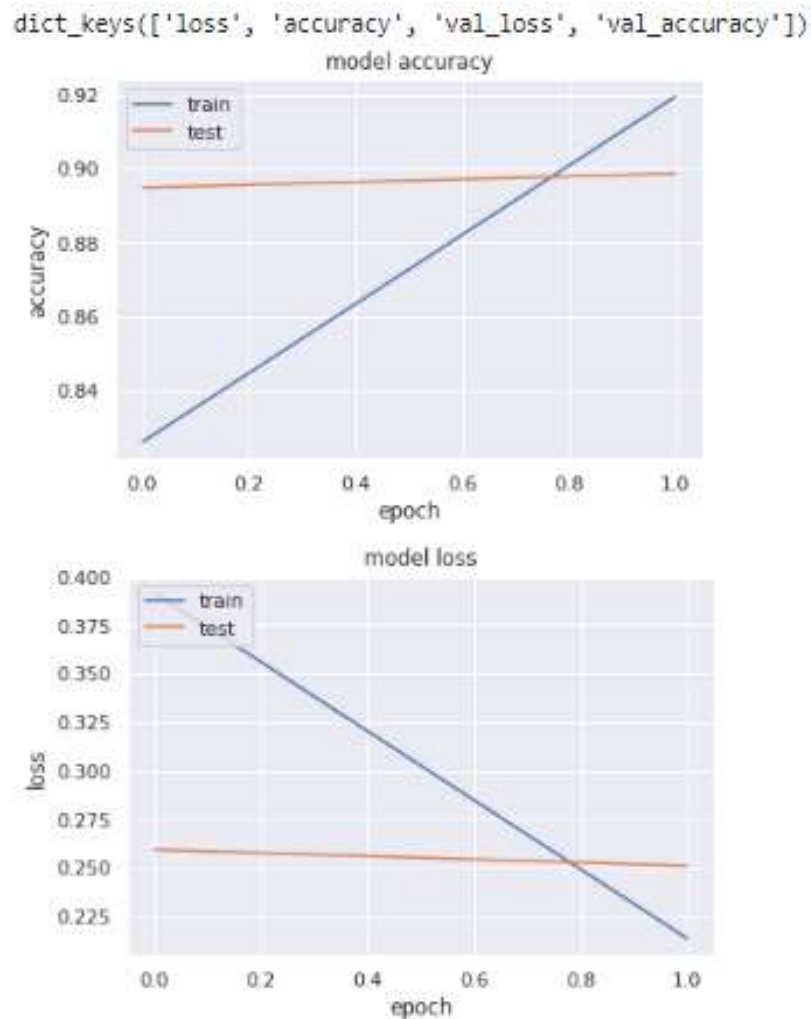 dict_keys(['loss', 'accuracy', 'val_loss', 'val_accuracy'])
model accuracy
0.92
train
test
0.90
0.88
accuracy
0.86
0.84
0.0 0.2 0.4 0.6 0.8 1.0
epoch
model loss
0.400
train
0.375
test
0.350
0.325
0.300
loss
0.275
0.250
0.225
0.0 0.2 0.4 0.6 0.8 1.0
epoch